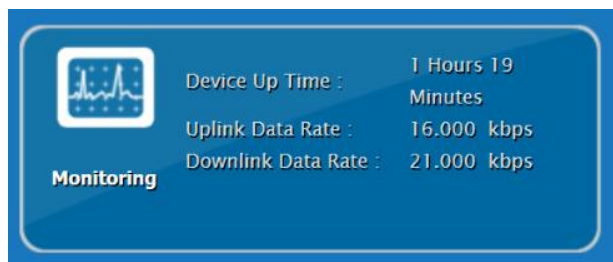 Device Up Time : 1 Hours 19
Minutes
Uplink Data Rate : 16.000 kbps
Downlink Data Rate : 21.000 kbps
Monitoring